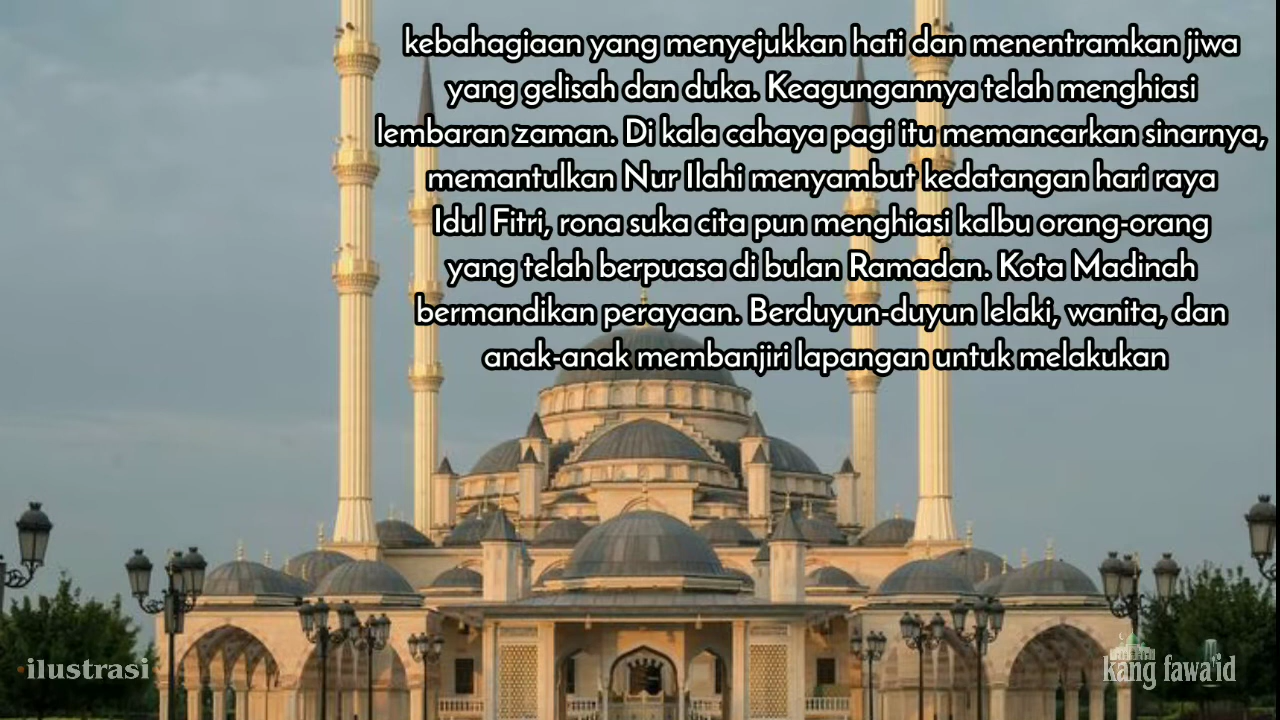 kebahagiaan yang menyejukkan hati dan menentramkan jiwa
yang gelisah dan duka. Keagungannya telah menghiasi
lembaran zaman. Di kala cahaya pagi itu memancarkan sinarnya,
memantulkan Nur Ilahi menyambut kedatangan hari raya
Idul Fitri, rona suka cita pun menghiasi kalbu orang-orang
yang telah berpuasa di bulan Ramadan. Kota Madinah
bermandikan perayaan. Berduyun-duyun lelaki, wanita, dan
anak-anak membanjiri lapangan untuk melakukan
ilustrasi
kang fawa'id